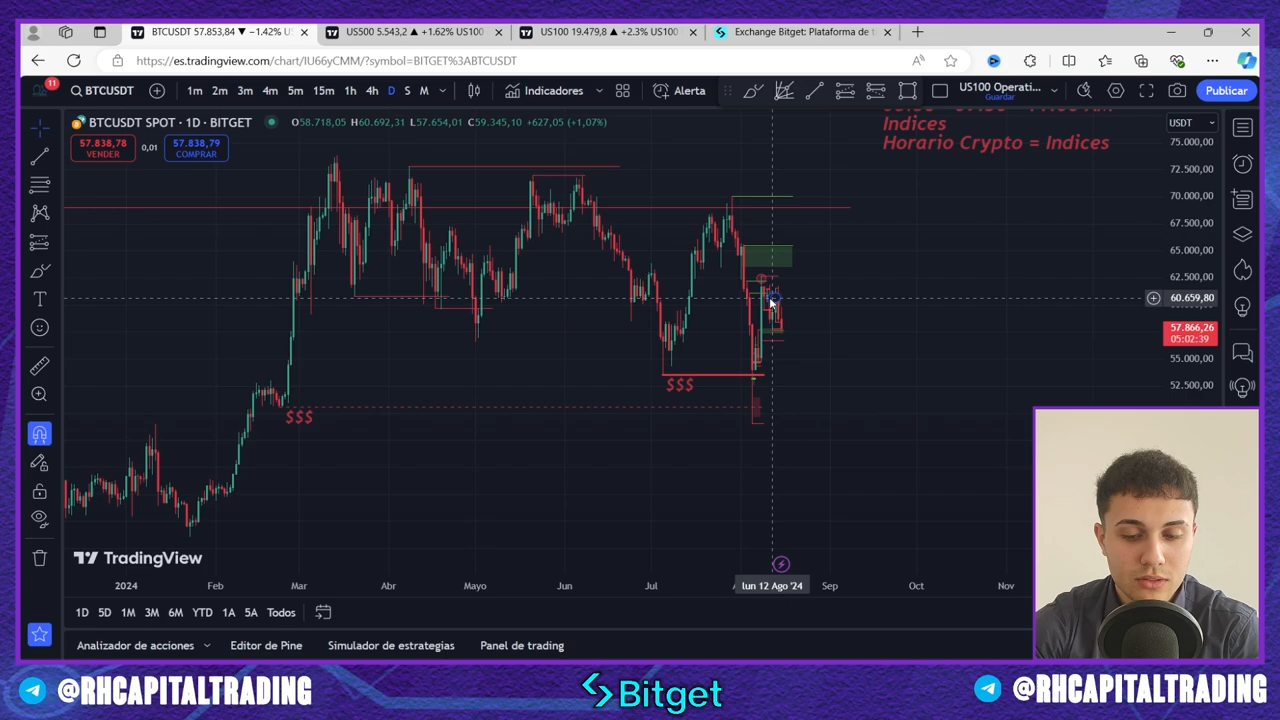 BTCUSDT 57.853,84 ▼ −1.42% U
US500 5.543,2 ▲ +1.62% US100
US 100 19.479,8 ▲ +2.3% US100
Exchange Bitget: Plataforma de t
https://es.tradingview.com/chart/IU66yCMM/?symbol=BITGET%3ABTCUSDT
11
BTCUSDT
1m 2m 3m 4m 5m 15m 1h 4h D S M
Indicadores
Alerta
US100 Operati...
Guardar
Publicar
BTCUSDT SPOT · 1D · BITGET
O58.718,05 H60.692,31 L57.654,01 C59.345,10 +627,05 (+1,07%)
57.838,78
VENDER
0,01
57.838,79
COMPRAR
Indices
Horario Crypto = Indices
USDT
75.000,00
72.500,00
70.000,00
67.500,00
65.000,00
62.500,00
60.659,80
57.866,26
05:02:39
55.000,00
52.500,00
$$$
$$$
TradingView
2024 Feb Mar Abr Mayo Jun Jul lun 12 Ago '24 Sep Oct Nov
1D 5D 1M 3M 6M YTD 1A 5A Todos
Analizador de acciones
Editor de Pine
Simulador de estrategias
Panel de trading
@RHCAPITALTRADING
Bitget
@RHCAPITALTRADING